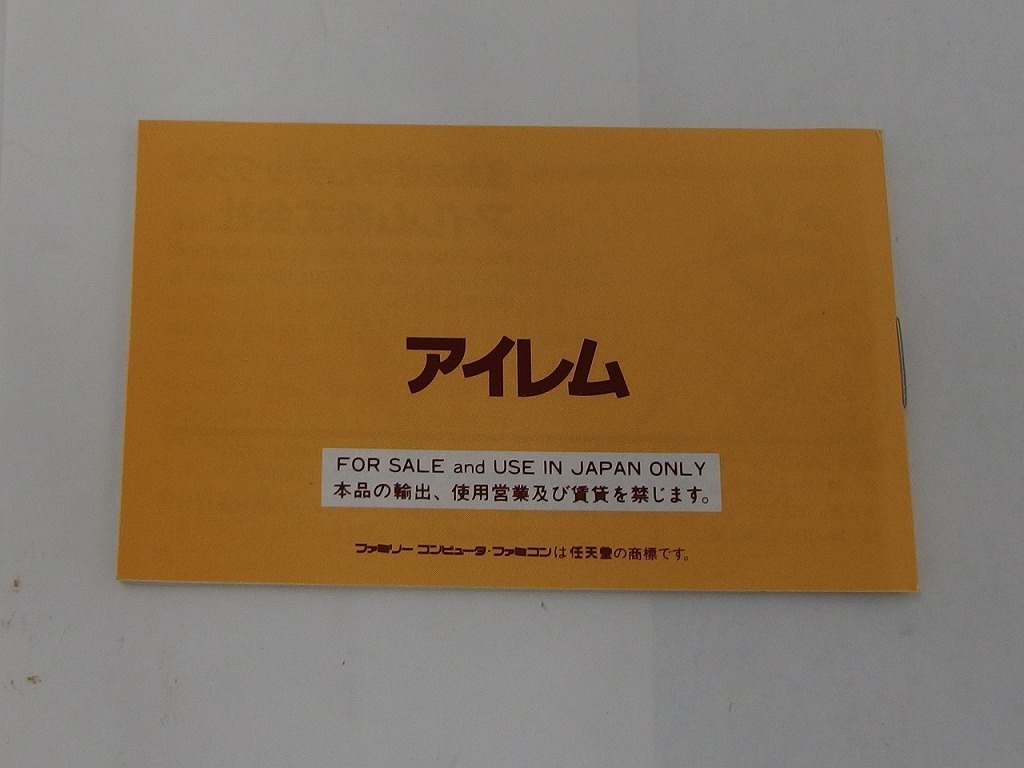 アイレム
FOR SALE and USE IN JAPAN ONLY
本品の輸出、使用営業及び賃貸を禁じます。
ファミリー コンピュータ・ファミコンは任天堂の商標です。